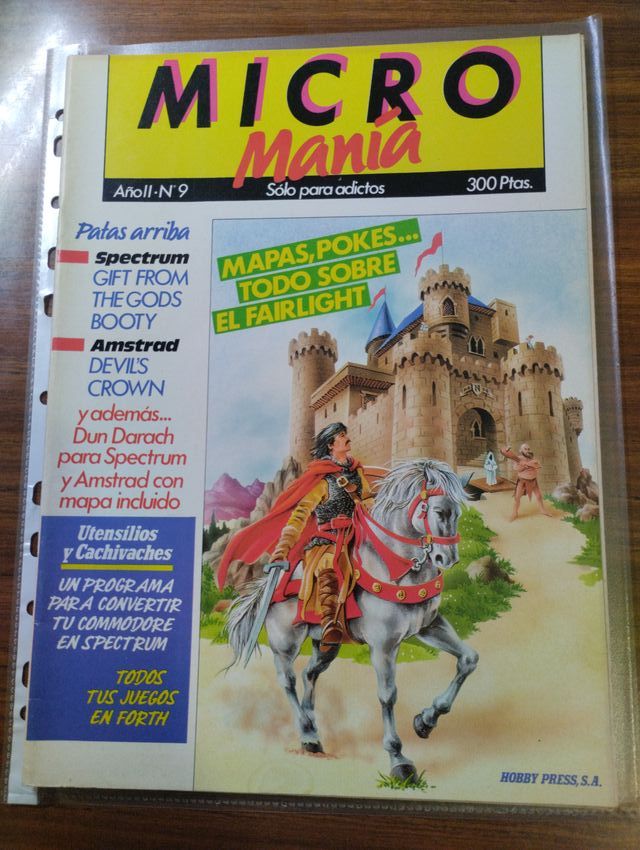 MICRO
Manía
Año II · Nº 9
Sólo para adictos
300 Ptas.
Patas arriba
Spectrum
GIFT FROM
THE GODS
BOOTY
Amstrad
DEVIL'S
CROWN
y además...
Dun Darach
para Spectrum
y Amstrad con
mapa incluido
Utensilios
y Cachivaches
UN PROGRAMA
PARA CONVERTIR
TU COMMODORE
EN SPECTRUM
TODOS
TUS JUEGOS
EN FORTH
MAPAS, POKES...
TODO SOBRE
EL FAIRLIGHT
HOBBY PRESS, S.A.